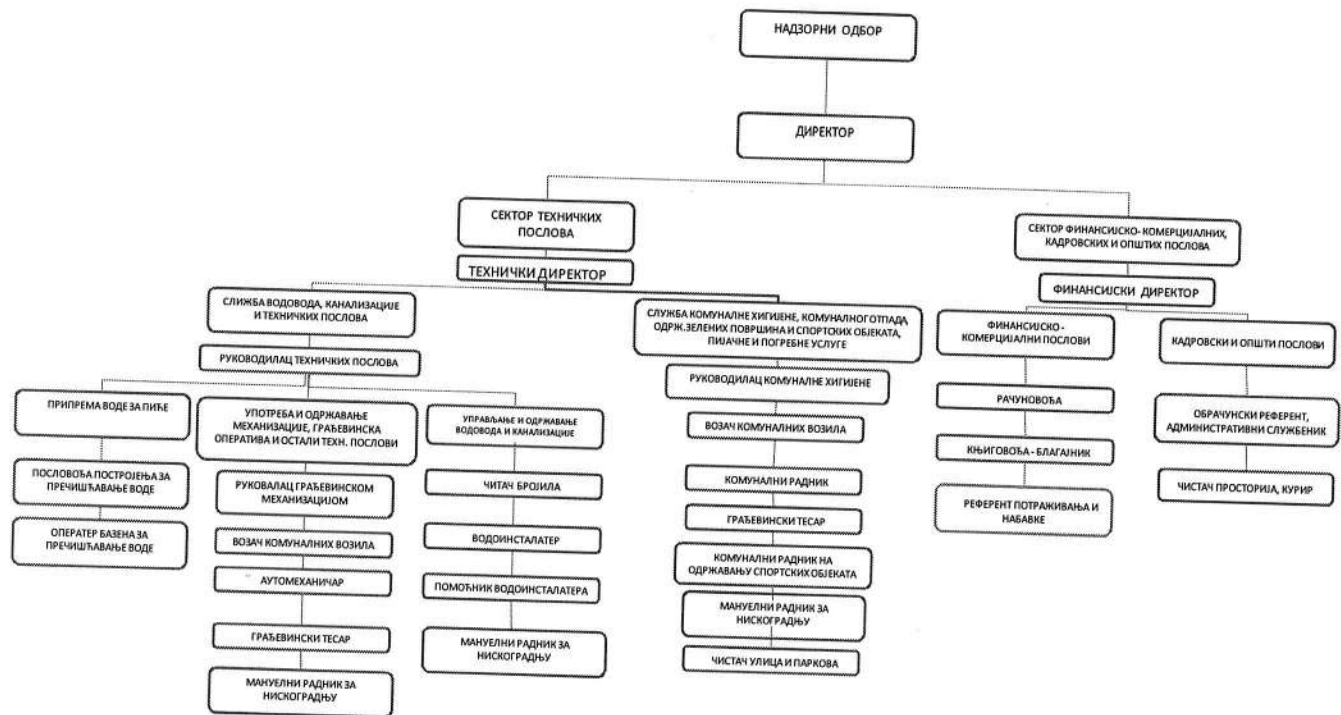 НАДЗОРНИ ОДБОР
ДИРЕКТОР
СЕКТОР ТЕХНИЧКИХ
ПОСЛОВА
ТЕХНИЧКИ ДИРЕКТОР
СЕКТОР ФИНАНСИЈСКО- КОМЕРЦИЈАЛНИХ,
КАДРОВСКИХ И ОПШТИХ ПОСЛОВА
ФИНАНСИЈСКИ ДИРЕКТОР
СЛУЖБА ВОДОВОДА, КАНАЛИЗАЦИЈЕ
И ТЕХНИЧКИХ ПОСЛОВА
РУКОВОДИЛАЦ ТЕХНИЧКИХ ПОСЛОВА
ПРИПРЕМА ВОДЕ ЗА ПИЋЕ
ПОСЛОВОЂА ПОСТРОЈЕЊА ЗА
ПРЕЧИШЋАВАЊЕ ВОДЕ
ОПЕРАТЕР БАЗЕНА ЗА
ПРЕЧИШЋАВАЊЕ ВОДЕ
УПОТРЕБА И ОДРЖАВАЊЕ
МЕХАНИЗАЦИЈЕ, ГРАЂЕВИНСКА
ОПЕРАТИВА И ОСТАЛИ ТЕХН. ПОСЛОВИ
РУКОВАЛАЦ ГРАЂЕВИНСКОМ
МЕХАНИЗАЦИЈОМ
ВОЗАЧ КОМУНАЛНИХ ВОЗИЛА
АУТОМЕХАНИЧАР
ГРАЂЕВИНСКИ ТЕСАР
МАНУЕЛНИ РАДНИК ЗА
НИСКОГРАДЊУ
УПРАВЉАЊЕ И ОДРЖАВАЊЕ
ВОДОВОДА И КАНАЛИЗАЦИЈЕ
ЧИТАЧ БРОЈИЛА
ВОДОИНСТАЛАТЕР
ПОМОЋНИК ВОДОИНСТАЛАТЕРА
МАНУЕЛНИ РАДНИК ЗА
НИСКОГРАДЊУ
СЛУЖБА КОМУНАЛНЕ ХИГИЈЕНЕ, КОМУНАЛНОГ ОТПАДА,
ОДРЖ.ЗЕЛЕНИХ ПОВРШИНА И СПОРТСКИХ ОБЈЕКАТА,
ПИЈАЧНЕ И ПОГРЕБНЕ УСЛУГЕ
РУКОВОДИЛАЦ КОМУНАЛНЕ ХИГИЈЕНЕ
ВОЗАЧ КОМУНАЛНИХ ВОЗИЛА
КОМУНАЛНИ РАДНИК
ГРАЂЕВИНСКИ ТЕСАР
КОМУНАЛНИ РАДНИК НА
ОДРЖАВАЊУ СПОРТСКИХ ОБЈЕКАТА
МАНУЕЛНИ РАДНИК ЗА
НИСКОГРАДЊУ
ЧИСТАЧ УЛИЦА И ПАРКОВА
ФИНАНСИЈСКО -
КОМЕРЦИЈАЛНИ ПОСЛОВИ
РАЧУНОВОЂА
КЊИГОВОЂА - БЛАГАЈНИК
РЕФЕРЕНТ ПОТРАЖИВАЊА И
НАБАВКЕ
КАДРОВСКИ И ОПШТИ ПОСЛОВИ
ОБРАЧУНСКИ РЕФЕРЕНТ,
АДМИНИСТРАТИВНИ СЛУЖБЕНИК
ЧИСТАЧ ПРОСТОРИЈА, КУРИР